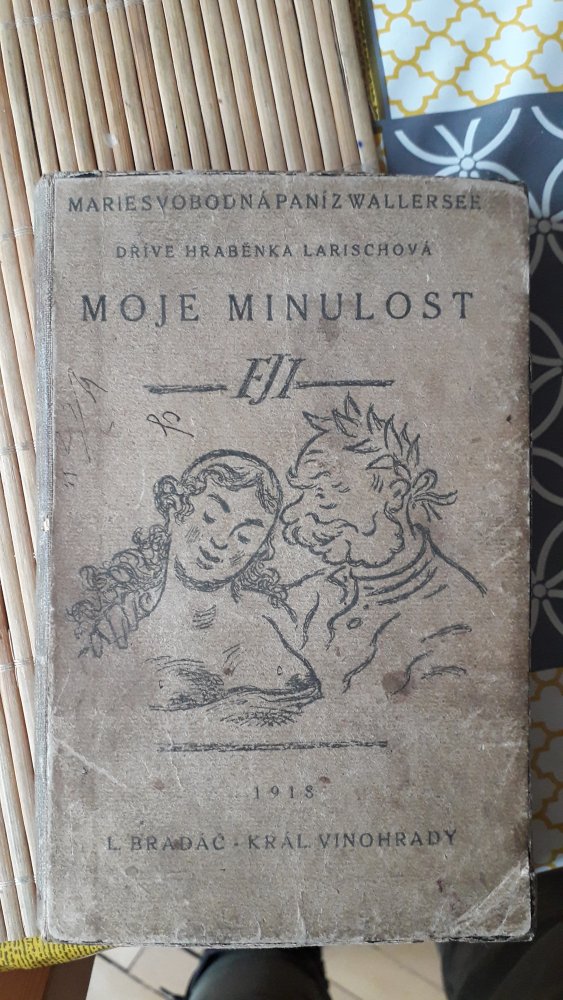 MARIE SVOBODNÁ PANÍ Z WALLERSEE
DŘÍVE HRABĚNKA LARISCHOVÁ
MOJE MINULOST
FJI
1918
L. BRADÁČ - KRÁL. VINOHRADY